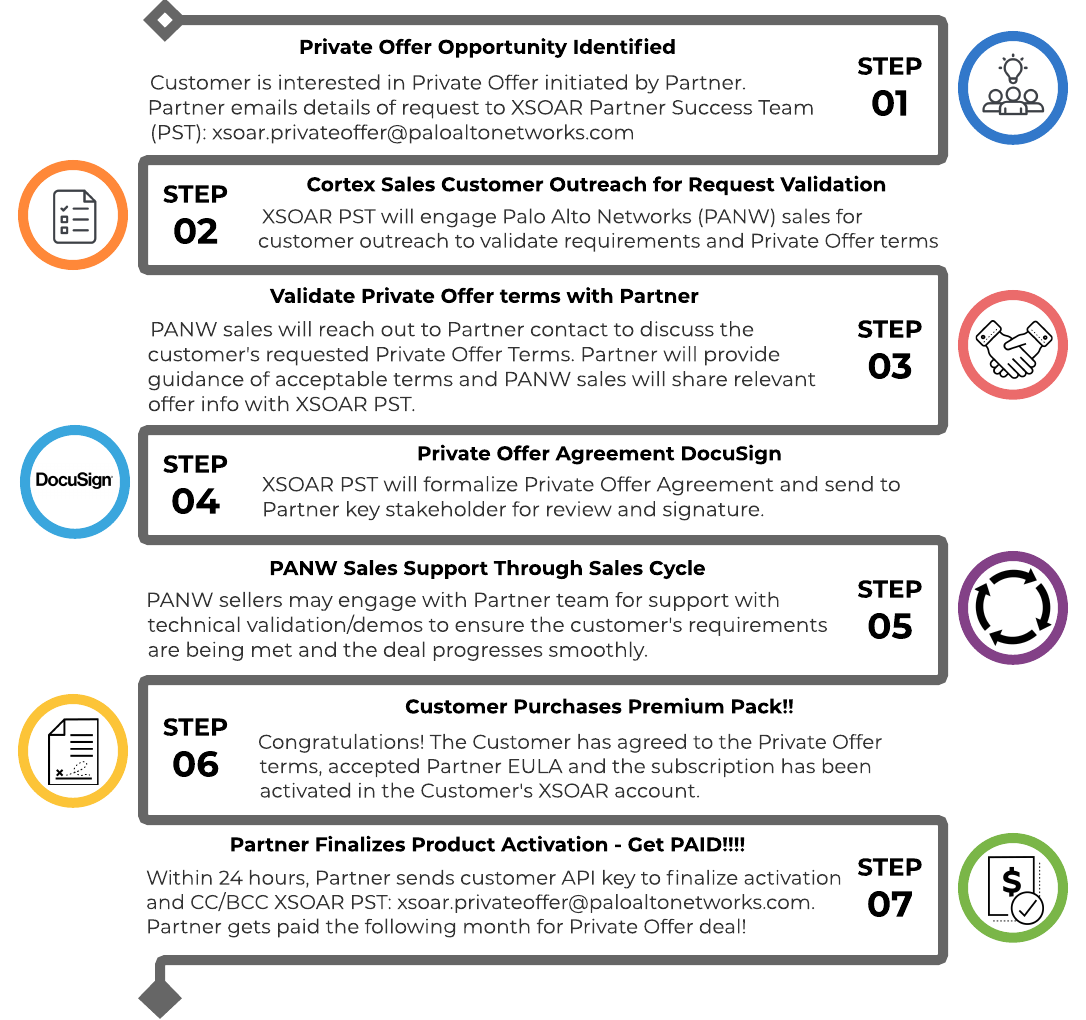 Private Offer Opportunity Identified
Customer is interested in Private Offer initiated by Partner.
Partner emails details of request to XSOAR Partner Success Team
(PST): xsoar.privateoffer@paloaltonetworks.com
STEP
01
STEP
02
Cortex Sales Customer Outreach for Request Validation
XSOAR PST will engage Palo Alto Networks (PANW) sales for
customer outreach to validate requirements and Private Offer terms
Validate Private Offer terms with Partner
PANW sales will reach out to Partner contact to discuss the
customer's requested Private Offer Terms. Partner will provide
guidance of acceptable terms and PANW sales will share relevant
offer info with XSOAR PST.
STEP
03
DocuSign
STEP
04
Private Offer Agreement DocuSign
XSOAR PST will formalize Private Offer Agreement and send to
Partner key stakeholder for review and signature.
PANW Sales Support Through Sales Cycle
PANW sellers may engage with Partner team for support with
technical validation/demos to ensure the customer's requirements
are being met and the deal progresses smoothly.
STEP
05
STEP
06
Customer Purchases Premium Pack!!
Congratulations! The Customer has agreed to the Private Offer
terms, accepted Partner EULA and the subscription has been
activated in the Customer's XSOAR account.
Partner Finalizes Product Activation - Get PAID!!!!
Within 24 hours, Partner sends customer API key to finalize activation
and CC/BCC XSOAR PST: xsoar.privateoffer@paloaltonetworks.com.
Partner gets paid the following month for Private Offer deal!
STEP
07
$